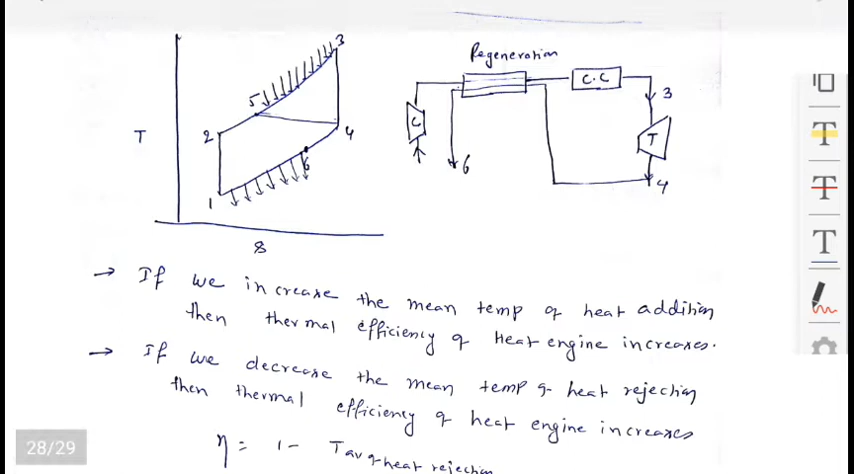 Regeneration
C.C
3
5
3
C
2
T
4
T
6
6
4
1
S
→ If we increase the mean temp of heat addition
then thermal efficiency of Heat engine increases.
→ If we decrease the mean temp of heat rejection
then thermal efficiency of heat engine increases
η = 1 - Tavg heat rejection
28/29
T
T
T